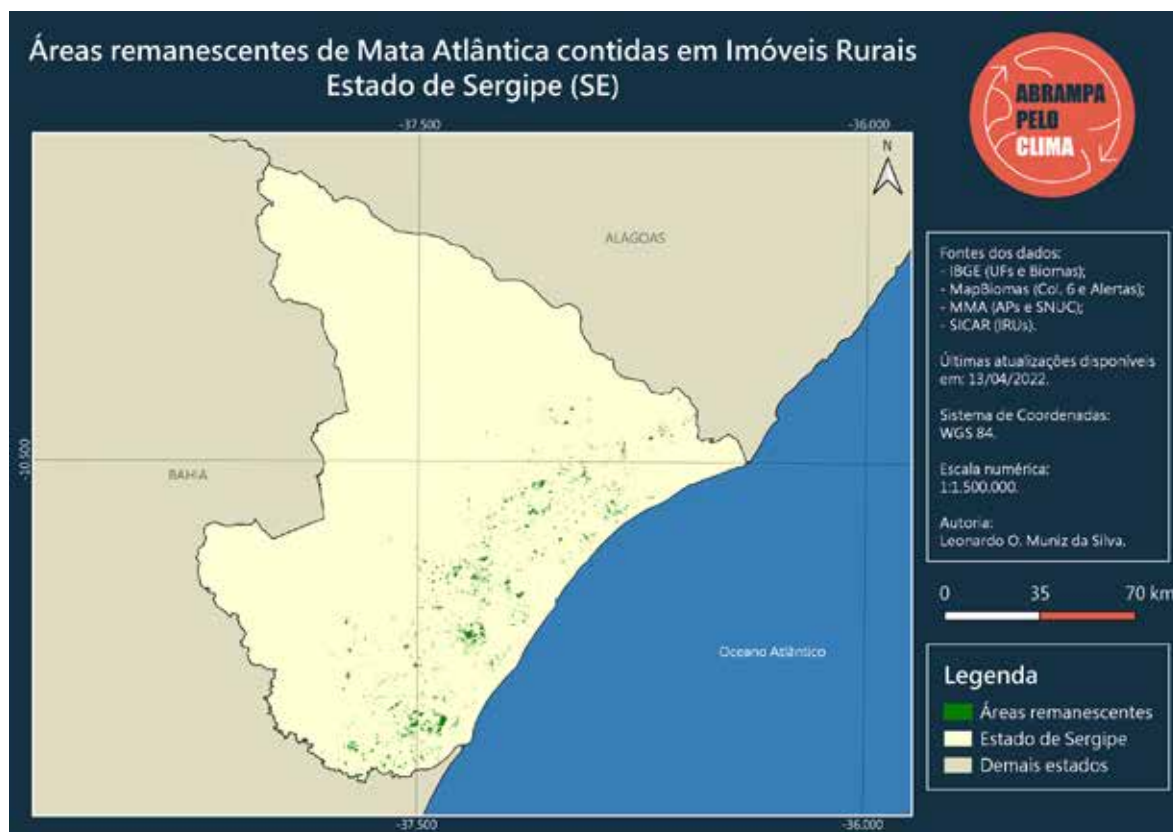 Áreas remanescentes de Mata Atlântica contidas em Imóveis Rurais
Estado de Sergipe (SE)
ABRAMPA
PELO
CLIMA
-37.500
-36.000
N
ALAGOAS
-10.500
BAHIA
Oceano Atlântico
-37.500
-36.000
Fontes dos dados:
- IBGE (UFs e Biomas);
- MapBiomas (Col. 6 e Alertas);
- MMA (APs e SNUC);
- SICAR (IRUs).
Últimas atualizações disponíveis
em: 13/04/2022.
Sistema de Coordenadas:
WGS 84.
Escala numérica:
1:1.500.000.
Autoria:
Leonardo O. Muniz da Silva.
0 35 70 km
Legenda
Áreas remanescentes
Estado de Sergipe
Demais estados